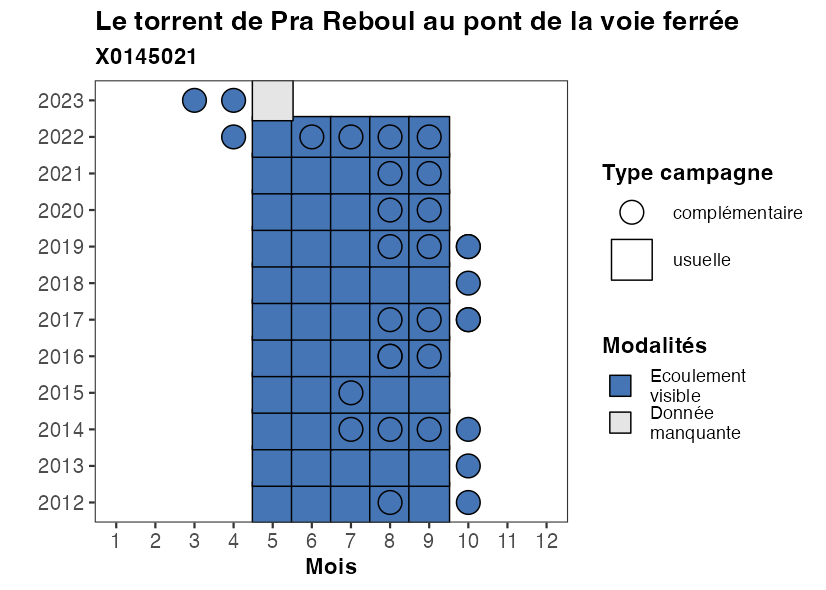 Le torrent de Pra Reboul au pont de la voie ferrée
X0145021
2023
2022
2021
2020
2019
2018
2017
2016
2015
2014
2013
2012
1 2 3 4 5 6 7 8 9 10 11 12
Mois
Type campagne
complémentaire
usuelle
Modalités
Ecoulement
visible
Donnée
manquante